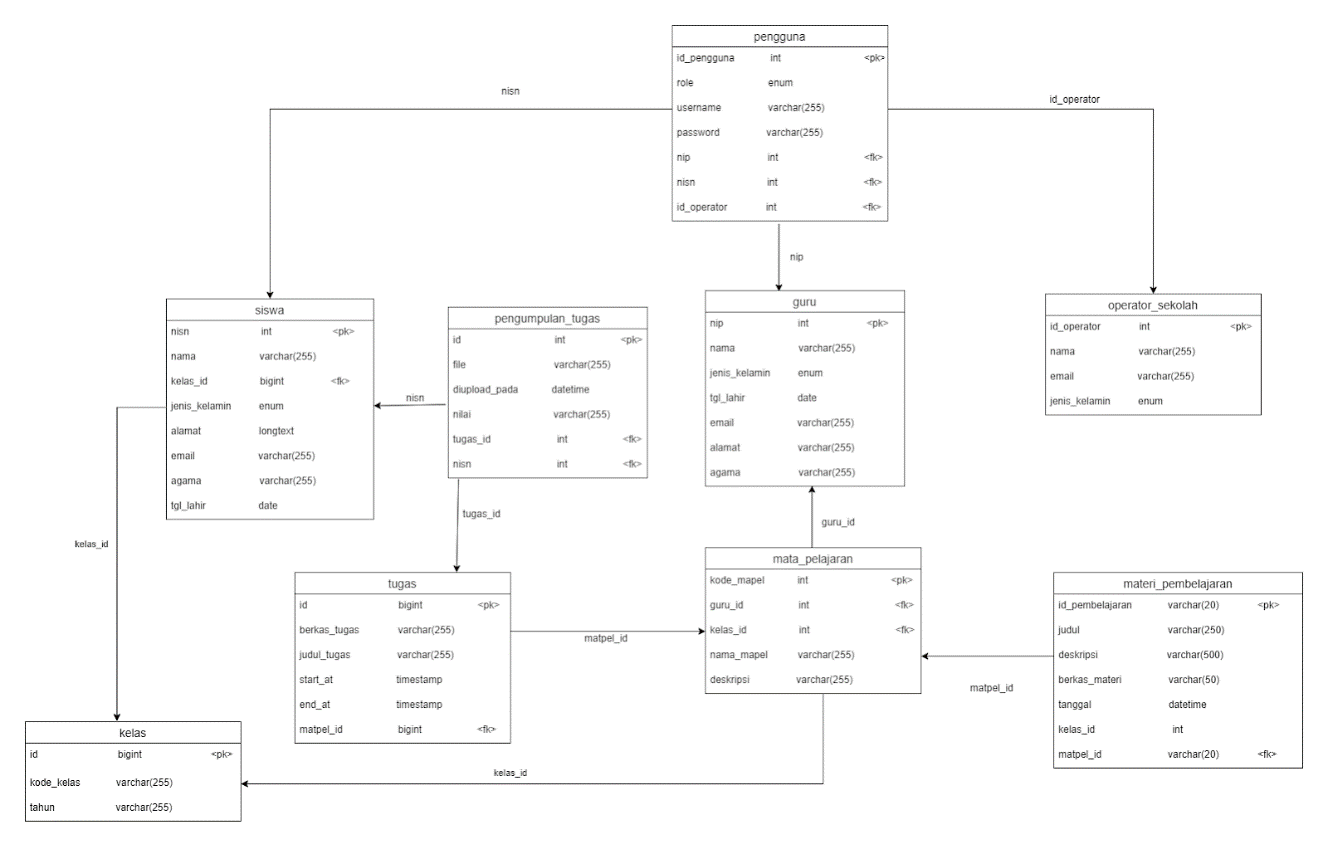 pengguna
id_pengguna int <pk>
role enum
username varchar(255)
password varchar(255)
nip int <fk>
nisn int <fk>
id_operator int <fk>
nisn
id_operator
nip
siswa
nisn int <pk>
nama varchar(255)
kelas_id bigint <fk>
jenis_kelamin enum
alamat longtext
email varchar(255)
agama varchar(255)
tgl_lahir date
nisn
pengumpulan_tugas
id int <pk>
file varchar(255)
diupload_pada datetime
nilai varchar(255)
tugas_id int <fk>
nisn int <fk>
guru
nip int <pk>
nama varchar(255)
jenis_kelamin enum
tgl_lahir date
email varchar(255)
alamat varchar(255)
agama varchar(255)
operator_sekolah
id_operator int <pk>
nama varchar(255)
email varchar(255)
jenis_kelamin enum
tugas_id
guru_id
kelas_id
tugas
id bigint <pk>
berkas_tugas varchar(255)
judul_tugas varchar(255)
start_at timestamp
end_at timestamp
matpel_id bigint <fk>
matpel_id
mata_pelajaran
kode_mapel int <pk>
guru_id int <fk>
kelas_id int <fk>
nama_mapel varchar(255)
deskripsi varchar(255)
matpel_id
materi_pembelajaran
id_pembelajaran varchar(20) <pk>
judul varchar(250)
deskripsi varchar(500)
berkas_materi varchar(50)
tanggal datetime
kelas_id int
matpel_id varchar(20) <fk>
kelas
id bigint <pk>
kode_kelas varchar(255)
tahun varchar(255)
kelas_id